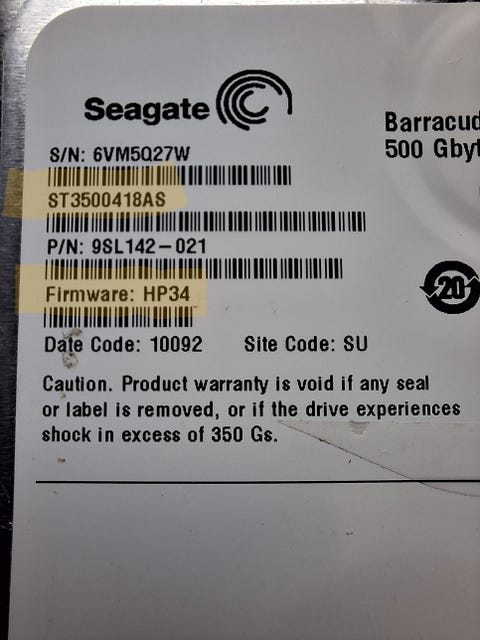 Seagate
Barracud
500 Gbyt
S/N: 6VM5Q27W
ST3500418AS
P/N: 9SL142-021
Firmware: HP34
20
Date Code: 10092 Site Code: SU
Caution. Product warranty is void if any seal
or label is removed, or if the drive experiences
shock in excess of 350 Gs.